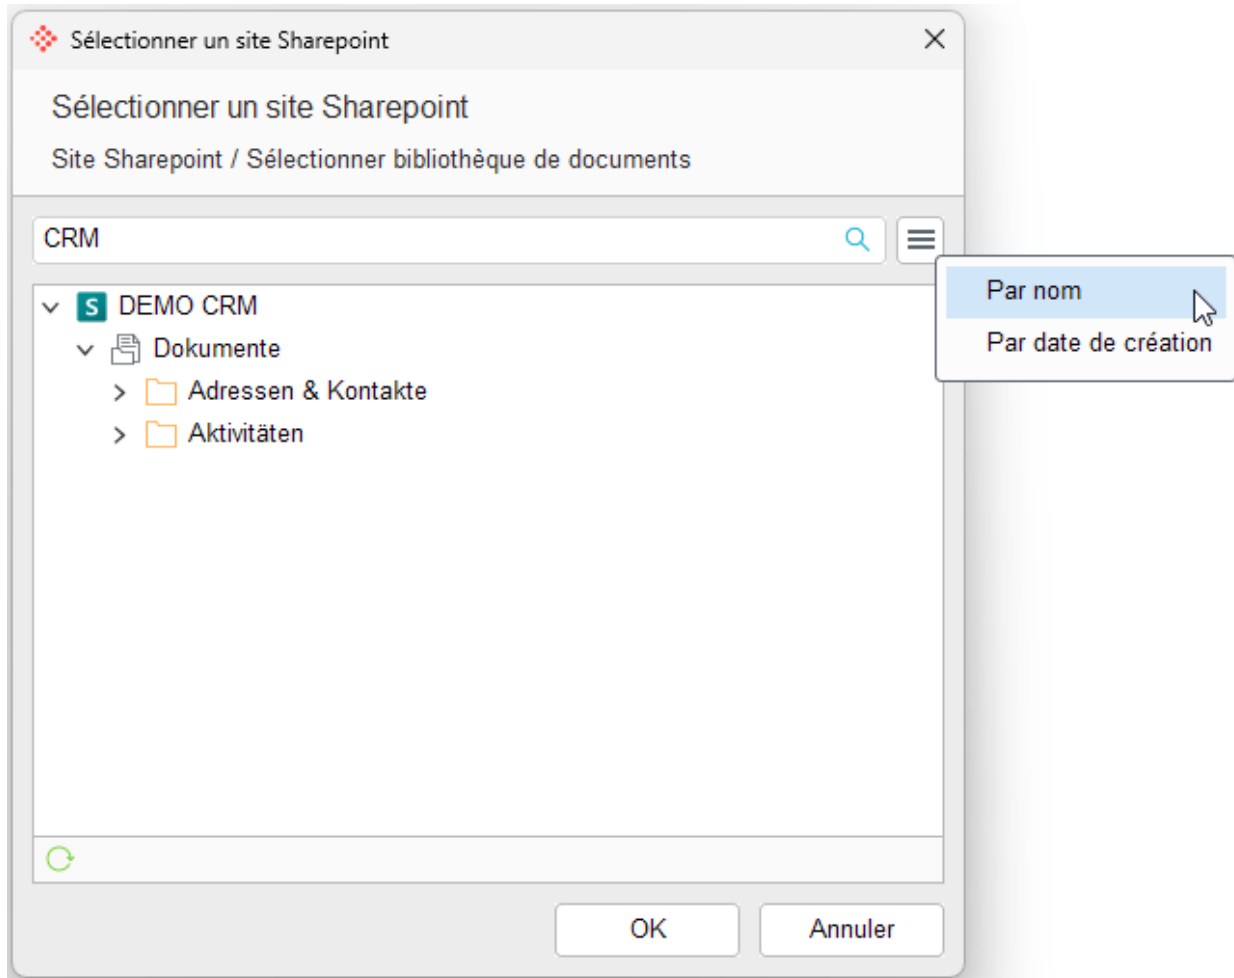 Sélectionner un site Sharepoint
Sélectionner un site Sharepoint
Site Sharepoint / Sélectionner bibliothèque de documents
CRM
S DEMO CRM
Dokumente
Adressen & Kontakte
Aktivitäten
Par nom
Par date de création
OK
Annuler